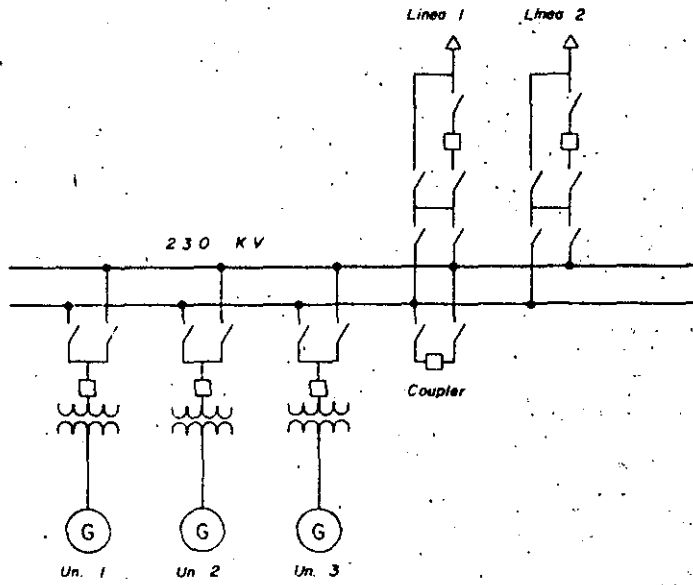 Linea 1
Linea 2
230 KV
Coupler
G
G
G
Un. 1
Un 2
Un. 3